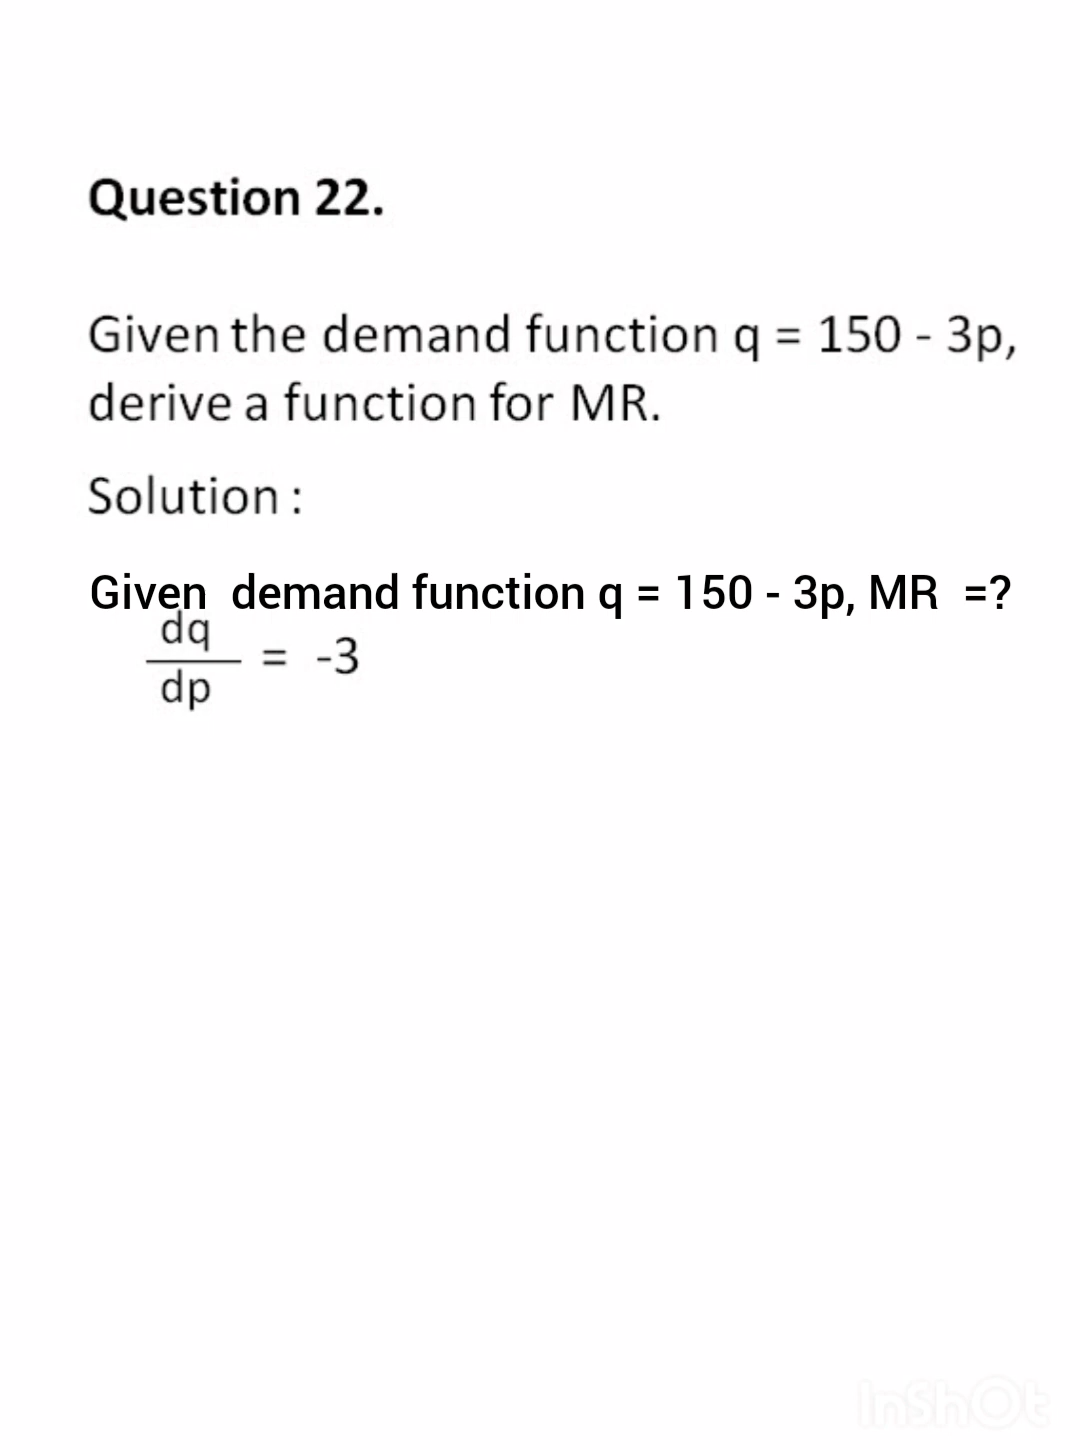 Question 22.
Given the demand function q = 150 - 3p,
derive a function for MR.
Solution :
Given demand function q = 150 - 3p, MR =?
dq
dp
= -3
InShOt